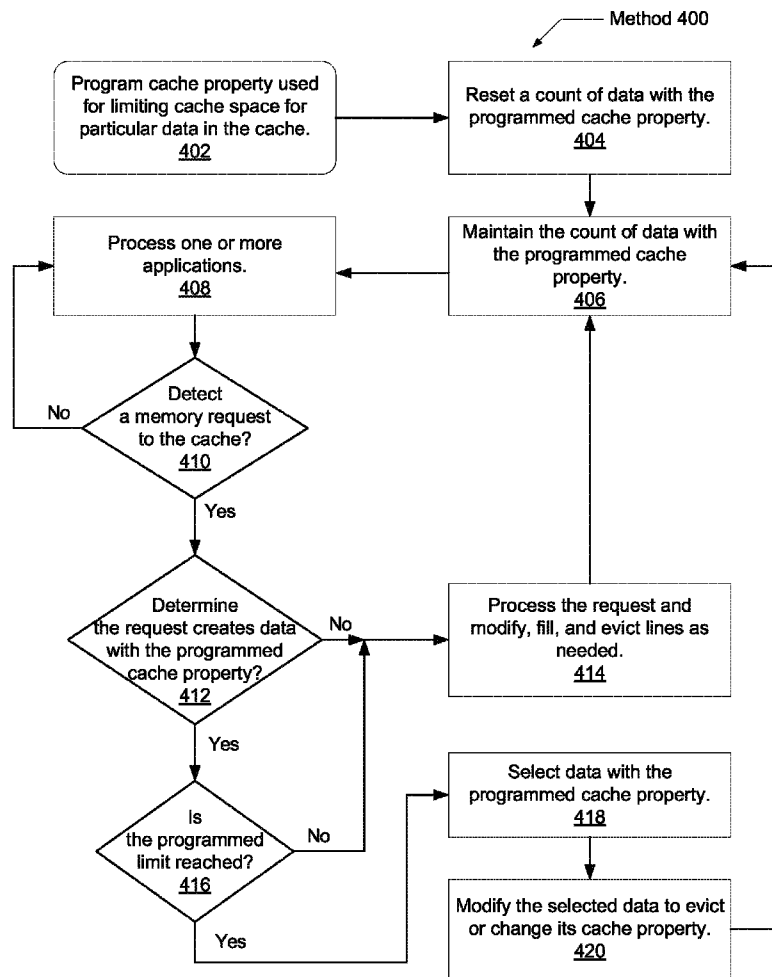 Method 400
Program cache property used
for limiting cache space for
particular data in the cache.
402
Reset a count of data with the
programmed cache property.
404
Process one or more
applications.
408
Maintain the count of data with
the programmed cache
property.
406
Detect
a memory request
to the cache?
410
No
Yes
Determine
the request creates data
with the programmed
cache property?
412
No
Process the request and
modify, fill, and evict lines as
needed.
414
Yes
Is
the programmed
limit reached?
416
No
Select data with the
programmed cache property.
418
Yes
Modify the selected data to evict
or change its cache property.
420